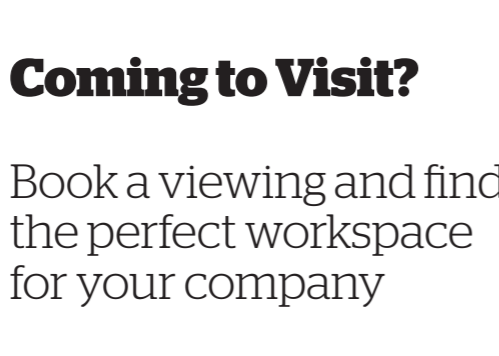 Coming to Visit?
Book a viewing and find
the perfect workspace
for your company